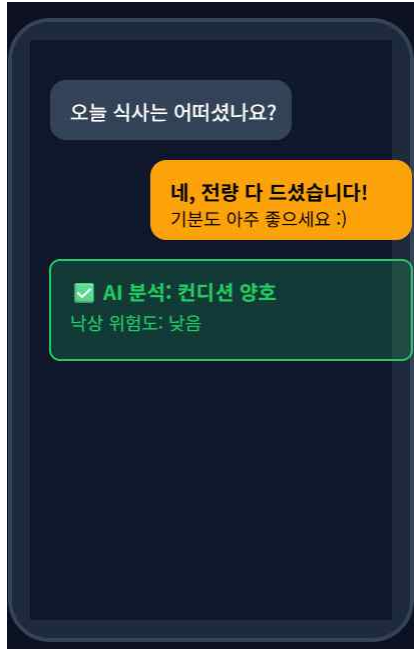 오늘 식사는 어떠셨나요?
네, 전량 다 드셨습니다!
기분도 아주 좋으세요 :)
✅ AI 분석: 컨디션 양호
낙상 위험도: 낮음